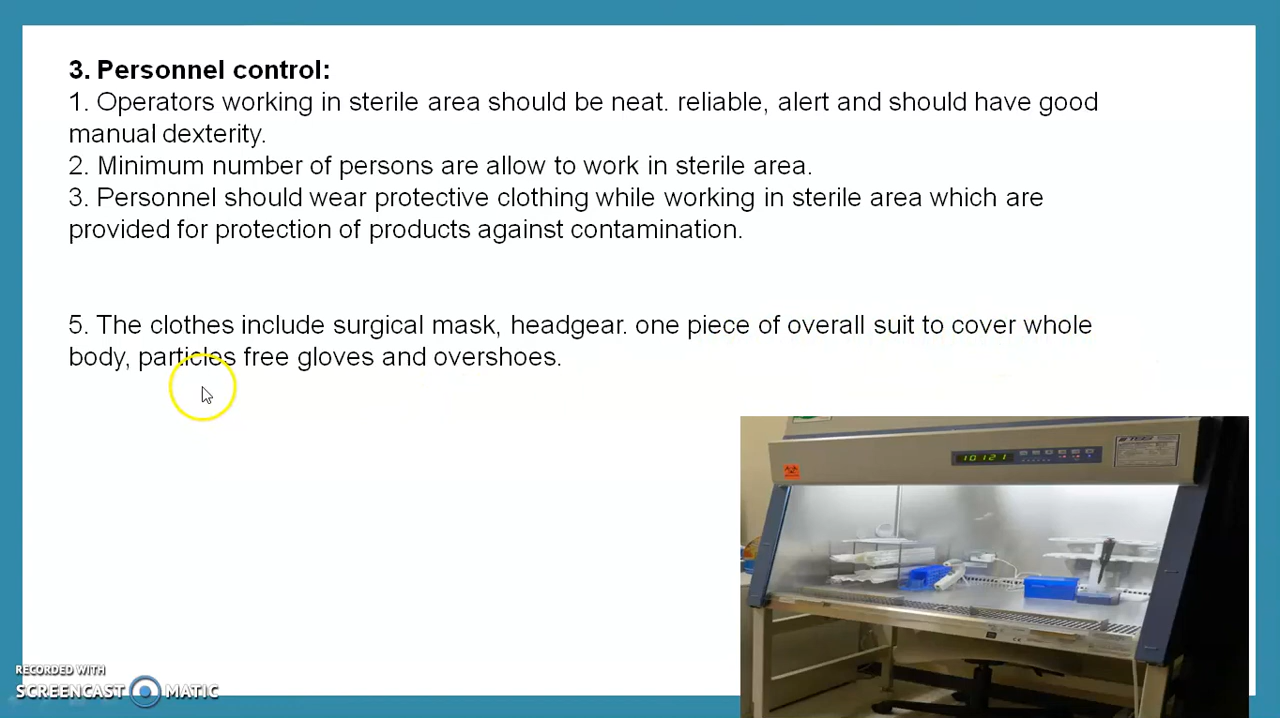 3. Personnel control:
1. Operators working in sterile area should be neat. reliable, alert and should have good
manual dexterity.
2. Minimum number of persons are allow to work in sterile area.
3. Personnel should wear protective clothing while working in sterile area which are
provided for protection of products against contamination.
5. The clothes include surgical mask, headgear. one piece of overall suit to cover whole
body, particles free gloves and overshoes.
10121
RECORDED WITH
SCREENCAST MATIC